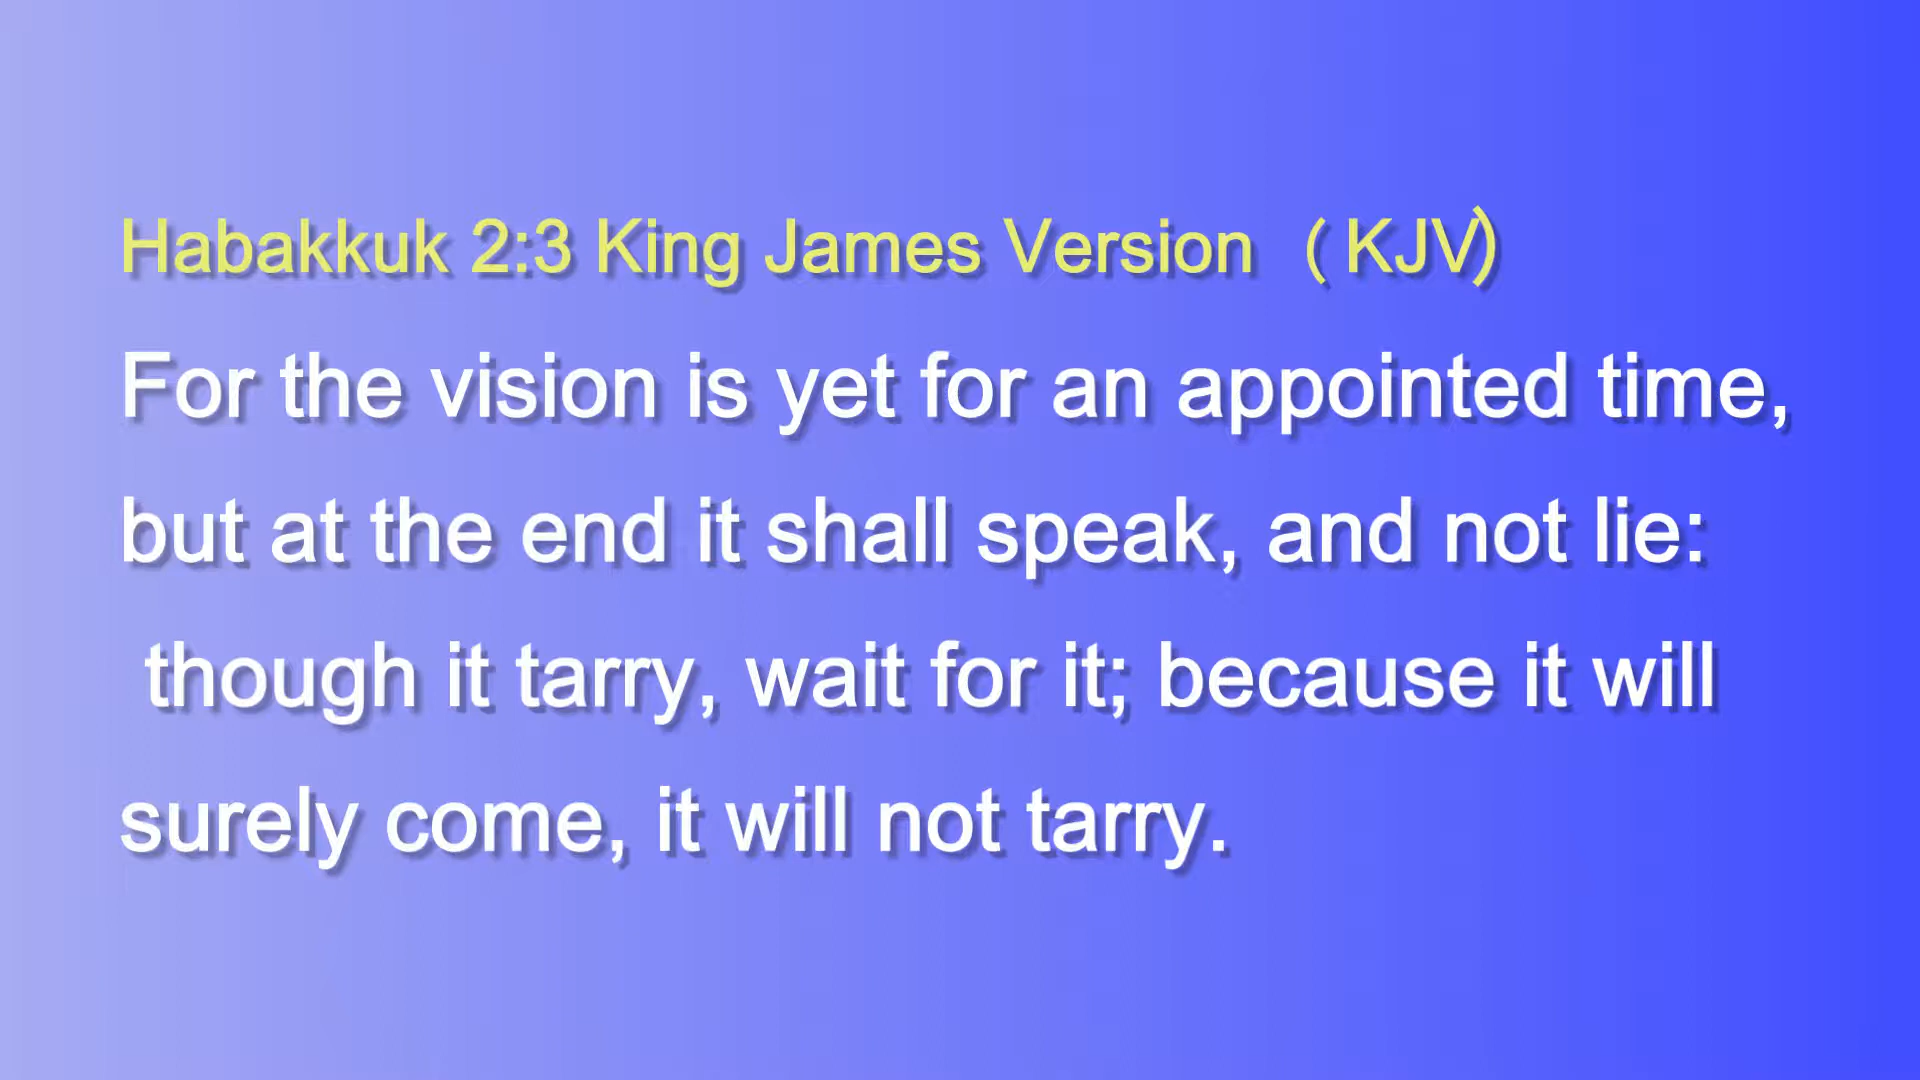 Habakkuk 2:3 King James Version （KJV)
For the vision is yet for an appointed time,
but at the end it shall speak, and not lie:
though it tarry, wait for it; because it will
surely come, it will not tarry.